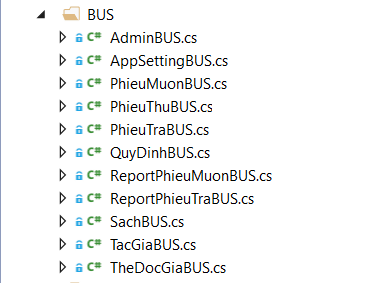 BUS
C# AdminBUS.cs
C# AppSettingBUS.cs
C# PhieuMuonBUS.cs
C# PhieuThuBUS.cs
C# PhieuTraBUS.cs
C# QuyDinhBUS.cs
C# ReportPhieuMuonBUS.cs
C# ReportPhieuTraBUS.cs
C# SachBUS.cs
C# TacGiaBUS.cs
C# TheDocGiaBUS.cs